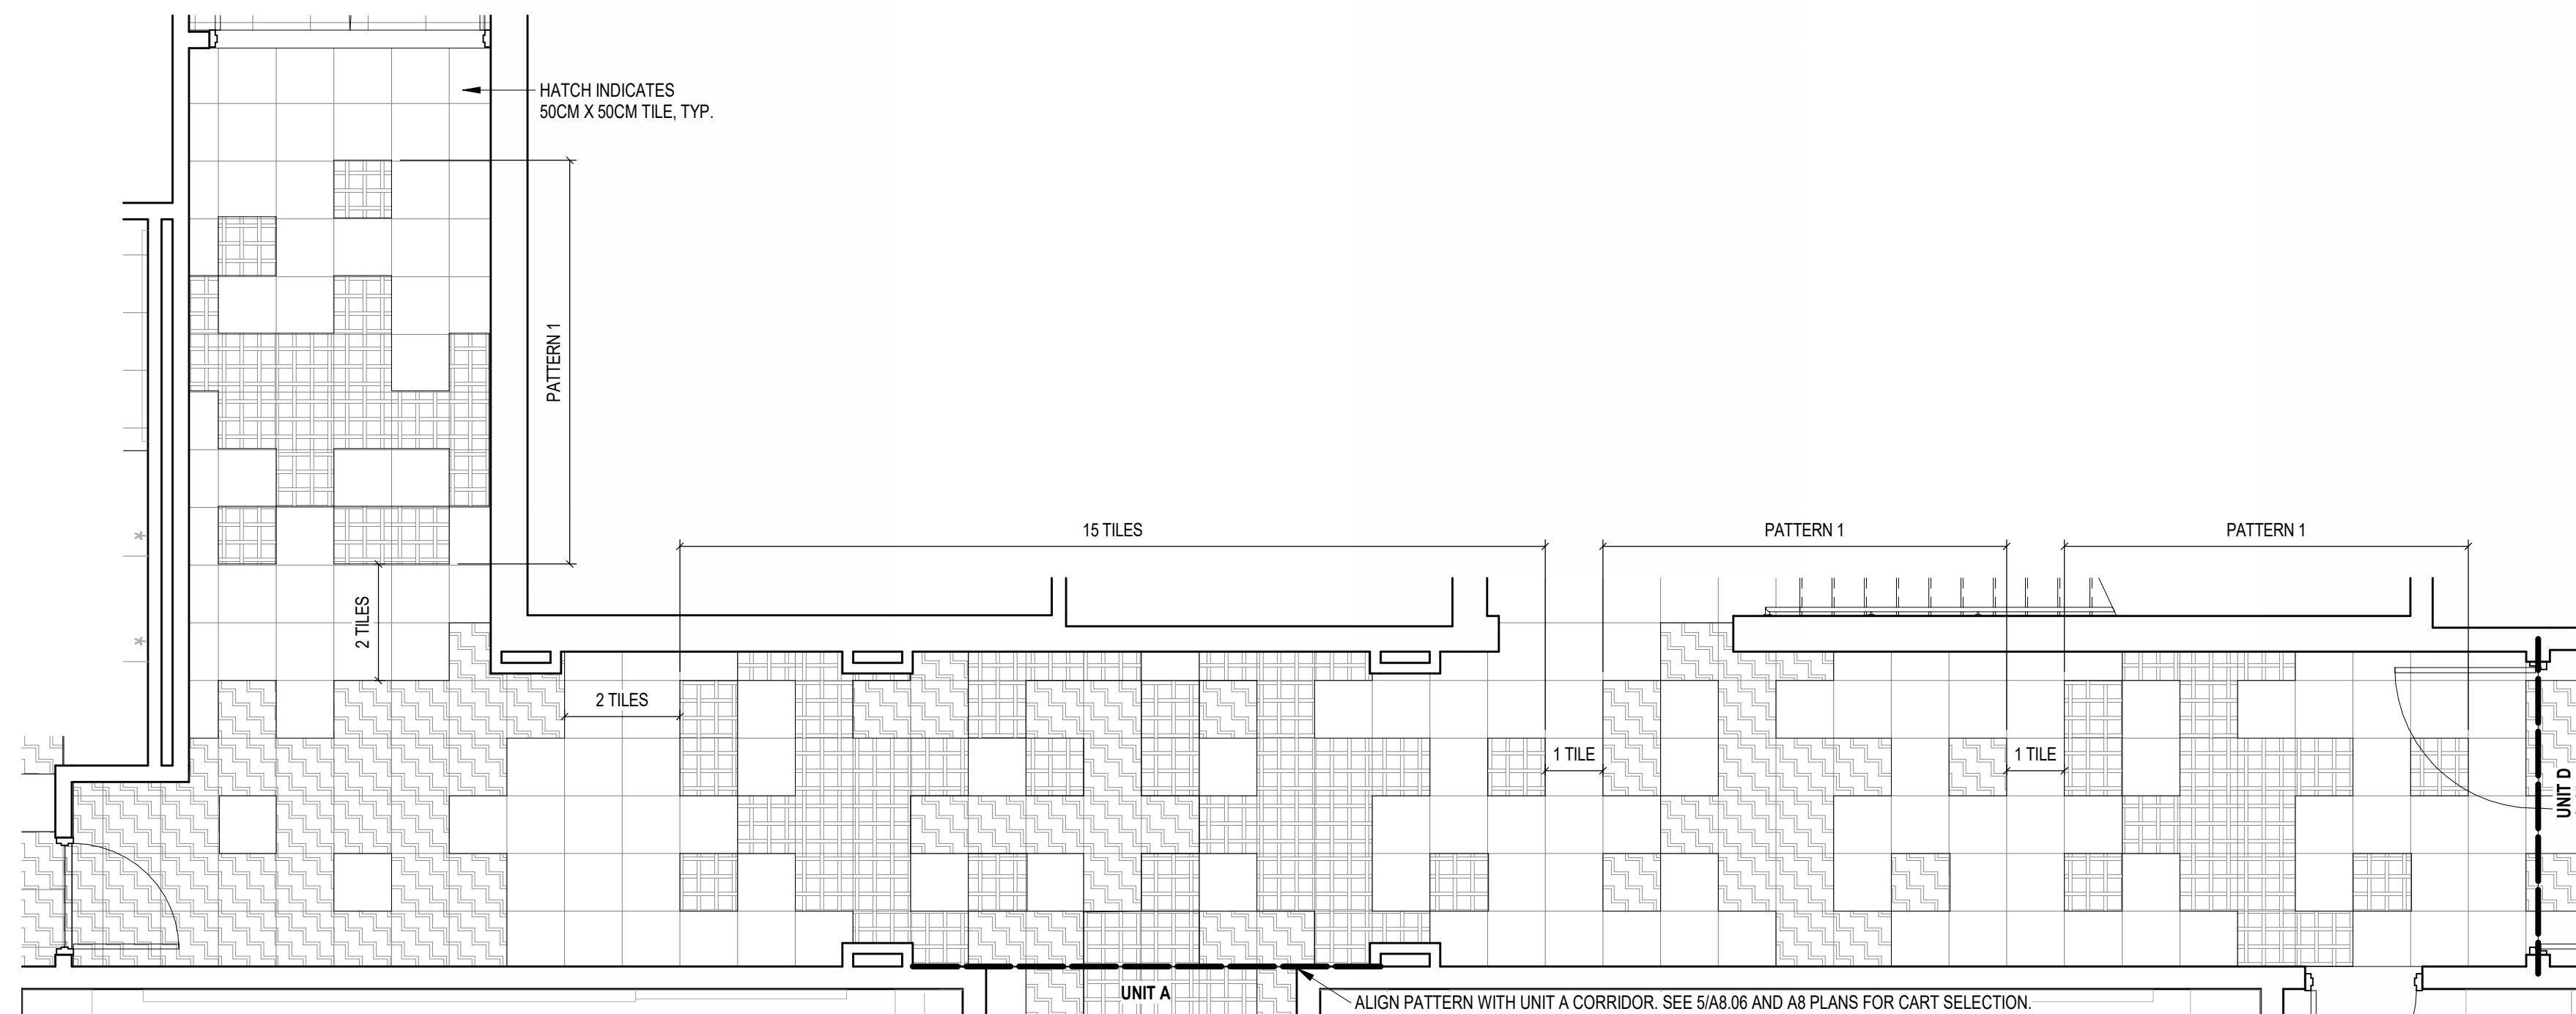 HATCH INDICATES
50CM X 50CM TILE, TYP.
PATTERN 1
2 TILES
15 TILES
PATTERN 1
PATTERN 1
2 TILES
1 TILE
1 TILE
UNIT D
UNIT A
ALIGN PATTERN WITH UNIT A CORRIDOR. SEE 5/A8.06 AND A8 PLANS FOR CART SELECTION.